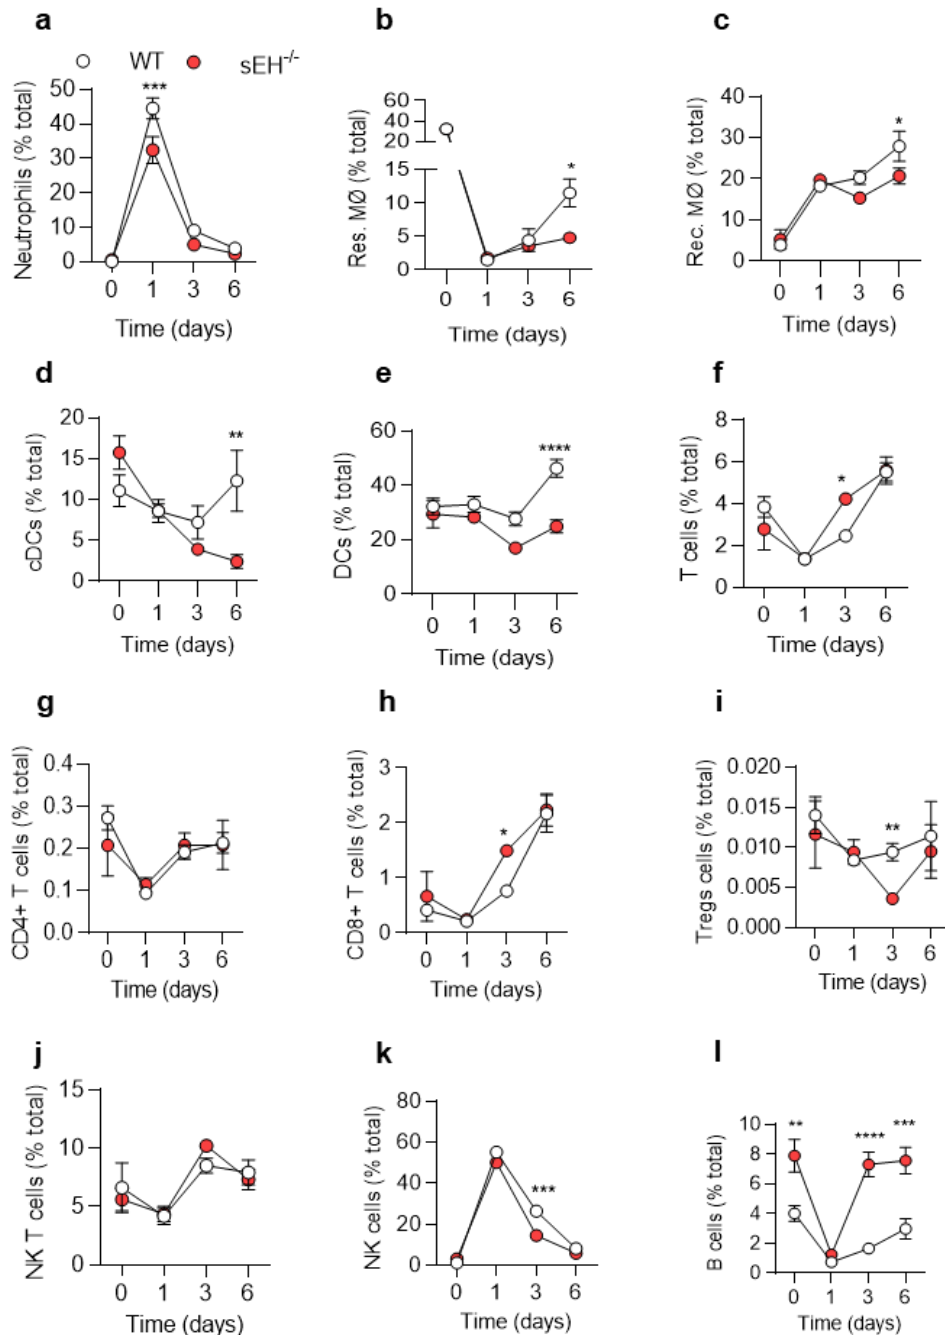 a
b
c
WT
sEH-/-
Neutrophils (% total)
50
40
30
20
10
0
***
0 1 3 6
Time (days)
Res. MØ (% total)
60
40
20
15
10
5
0
*
0 1 3 6
Time (days)
Rec. MØ (% total)
40
30
20
10
0
*
0 1 3 6
Time (days)
d
e
f
cDCs (% total)
20
15
10
5
0
**
0 1 3 6
Time (days)
DCs (% total)
60
40
20
0
****
0 1 3 6
Time (days)
T cells (% total)
8
6
4
2
0
*
0 1 3 6
Time (days)
g
h
i
CD4+ T cells (% total)
0.4
0.3
0.2
0.1
0.0
0 1 3 6
Time (days)
CD8+ T cells (% total)
3
2
1
0
*
0 1 3 6
Time (days)
Tregs cells (% total)
0.020
0.015
0.010
0.005
0.000
**
0 1 3 6
Time (days)
j
k
l
NK T cells (% total)
15
10
5
0
0 1 3 6
Time (days)
NK cells (% total)
80
60
40
20
0
***
0 1 3 6
Time (days)
B cells (% total)
10
8
6
4
2
0
** **** ***
0 1 3 6
Time (days)